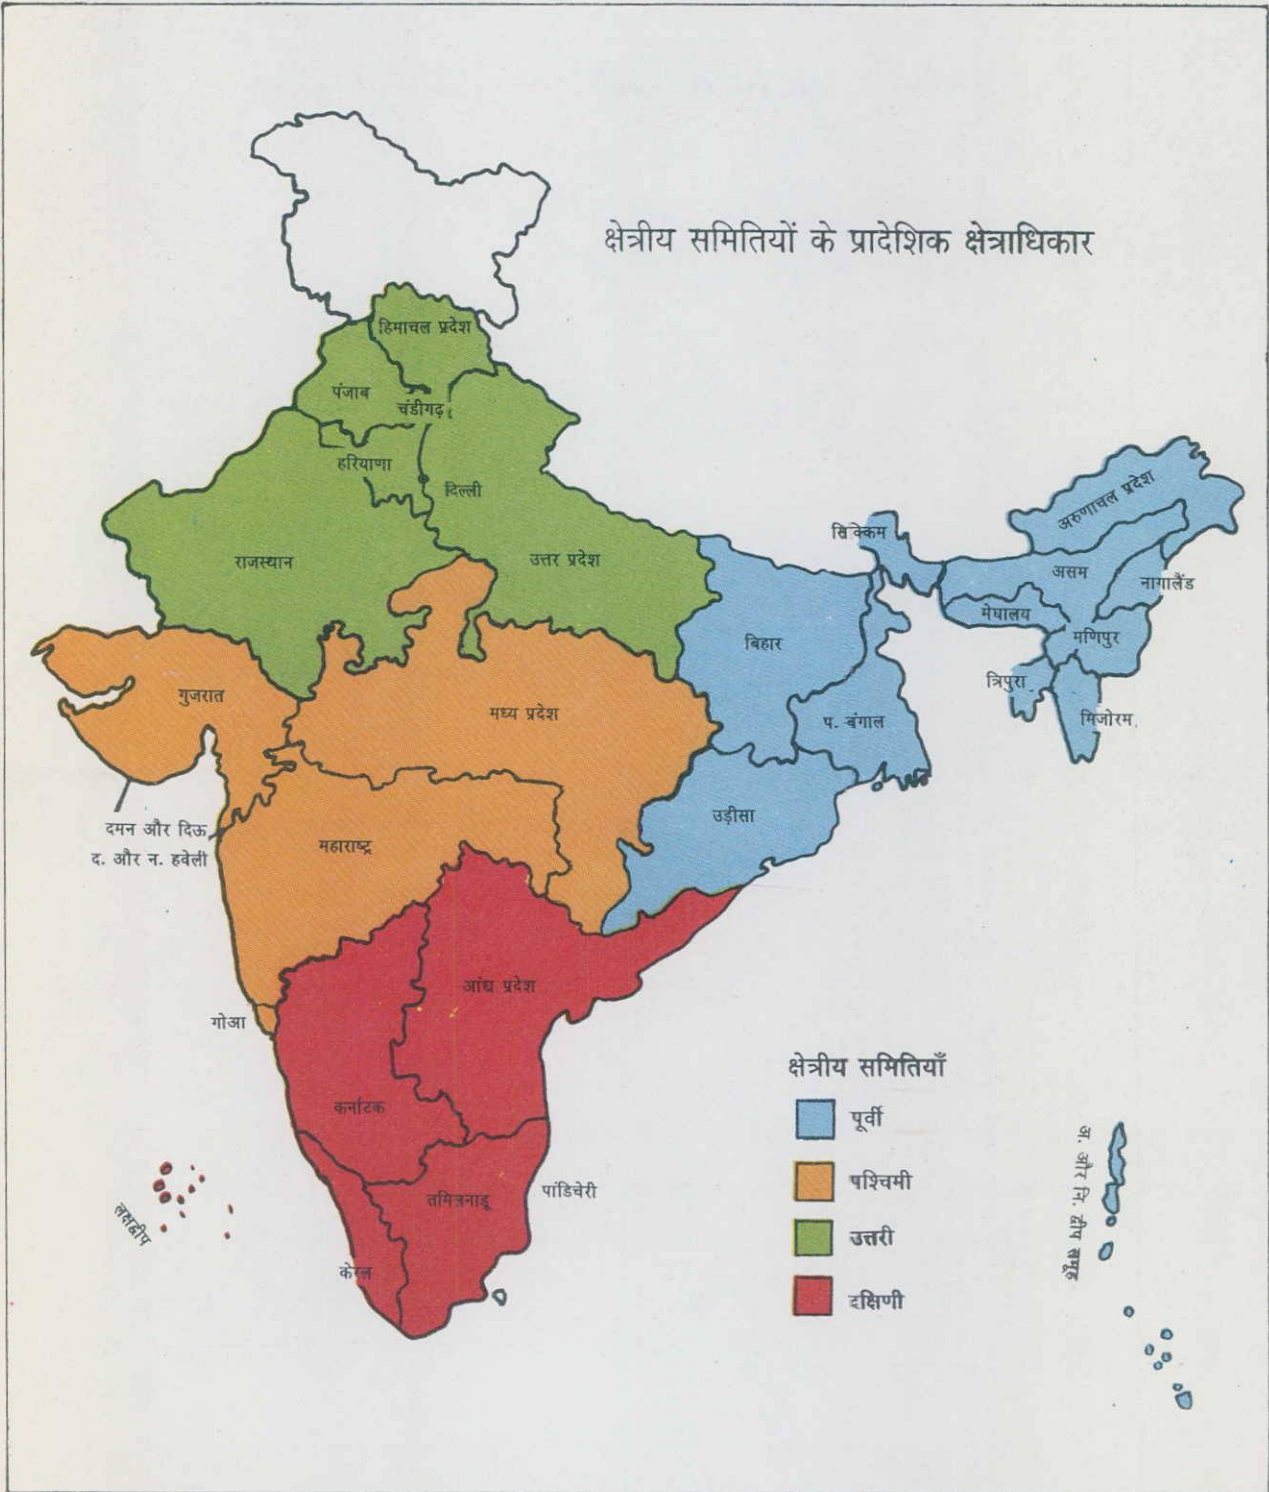 क्षेत्रीय समितियों के प्रादेशिक क्षेत्राधिकार
हिमाचल प्रदेश
पंजाब
चंडीगढ़
हरियाणा
दिल्ली
राजस्थान
उत्तर प्रदेश
सिक्किम
अरुणाचल प्रदेश
असम
नागालैंड
मेघालय
मणिपुर
बिहार
त्रिपुरा
मिजोरम
गुजरात
मध्य प्रदेश
प. बंगाल
उड़ीसा
दमन और दिऊ
द. और न. हवेली
महाराष्ट्र
आंध्र प्रदेश
गोआ
कर्नाटक
तमिलनाडू
पांडिचेरी
केरल
लक्षद्वीप
क्षेत्रीय समितियाँ
पूर्वी
पश्चिमी
उत्तरी
दक्षिणी
अ. और नि. द्वीप समूह